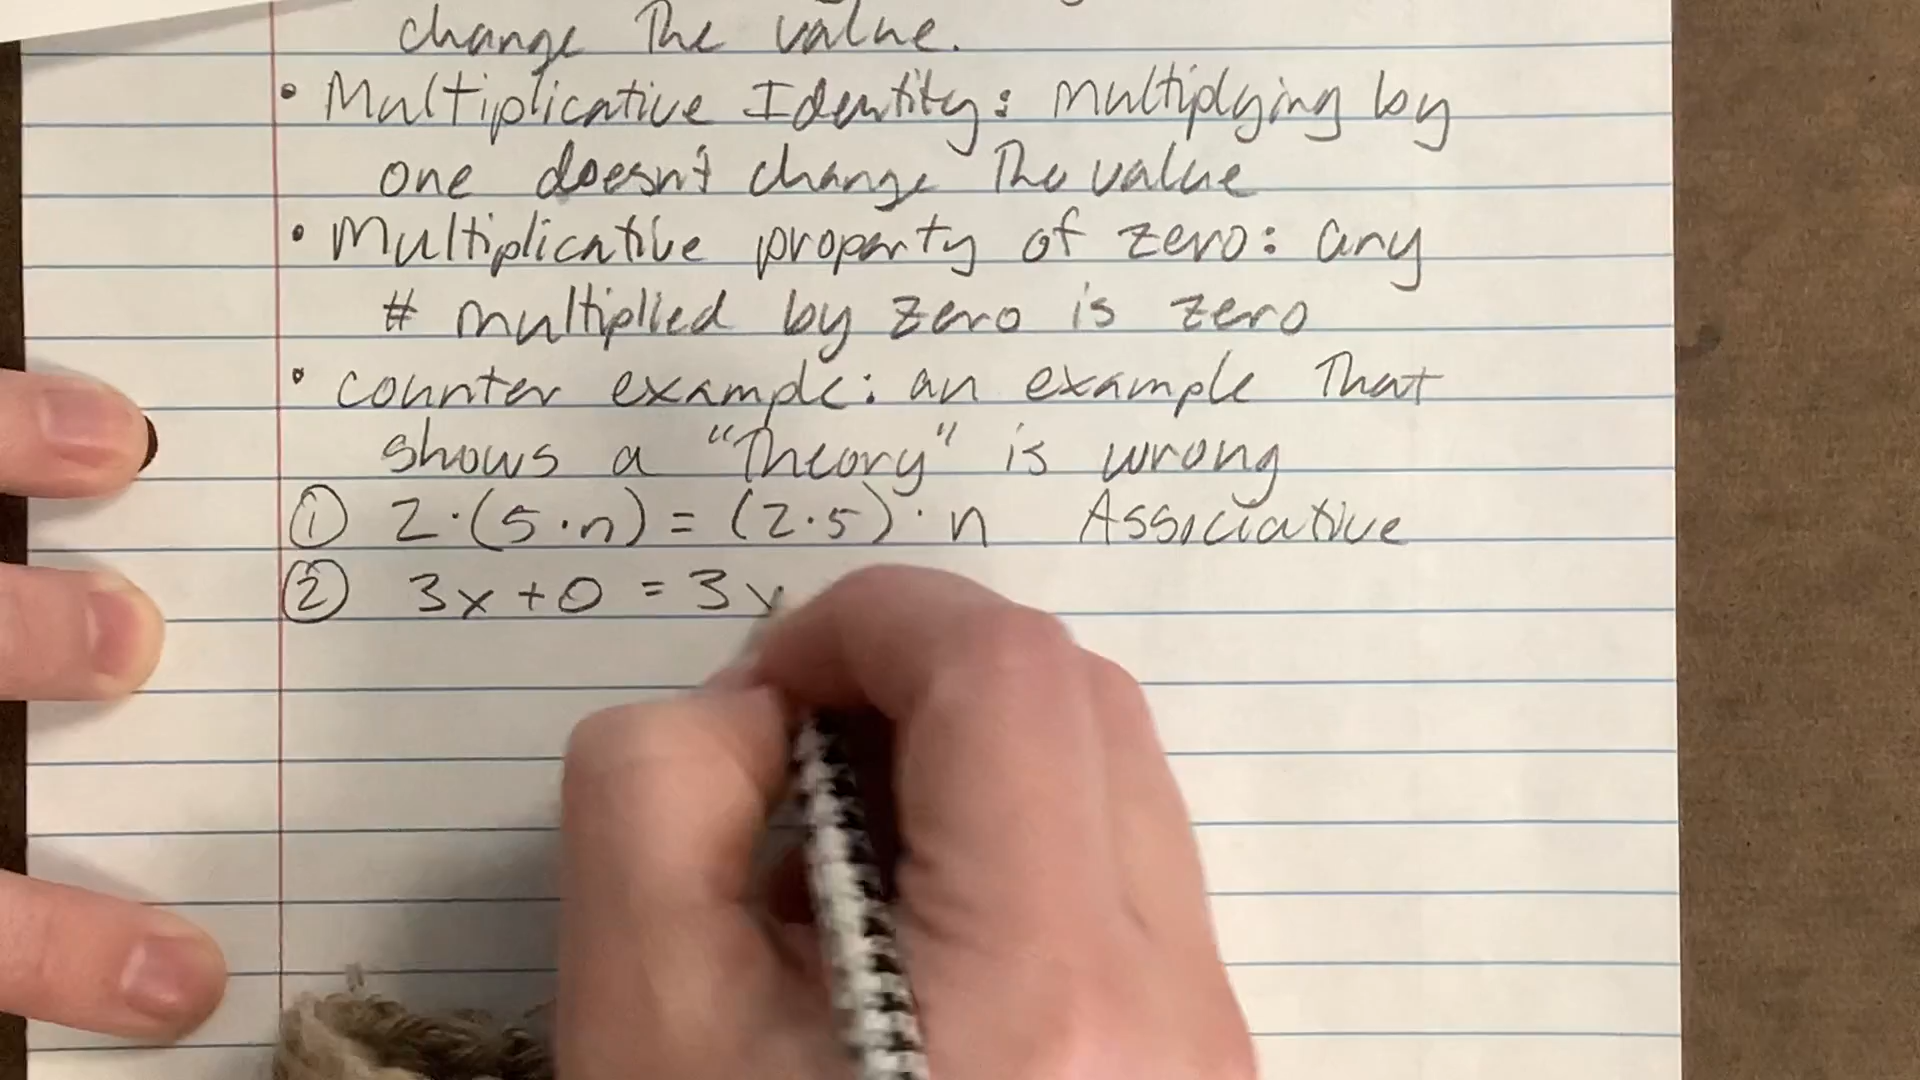 change The value.
• Multiplicative Identity: multiplying by
one doesn't change The value
• Multiplicative property of zero: any
# multiplied by zero is zero
• counter example: an example That
shows a "Theory" is wrong
① 2·(5·n) = (2·5)·n Associative
② 3x+0 = 3x